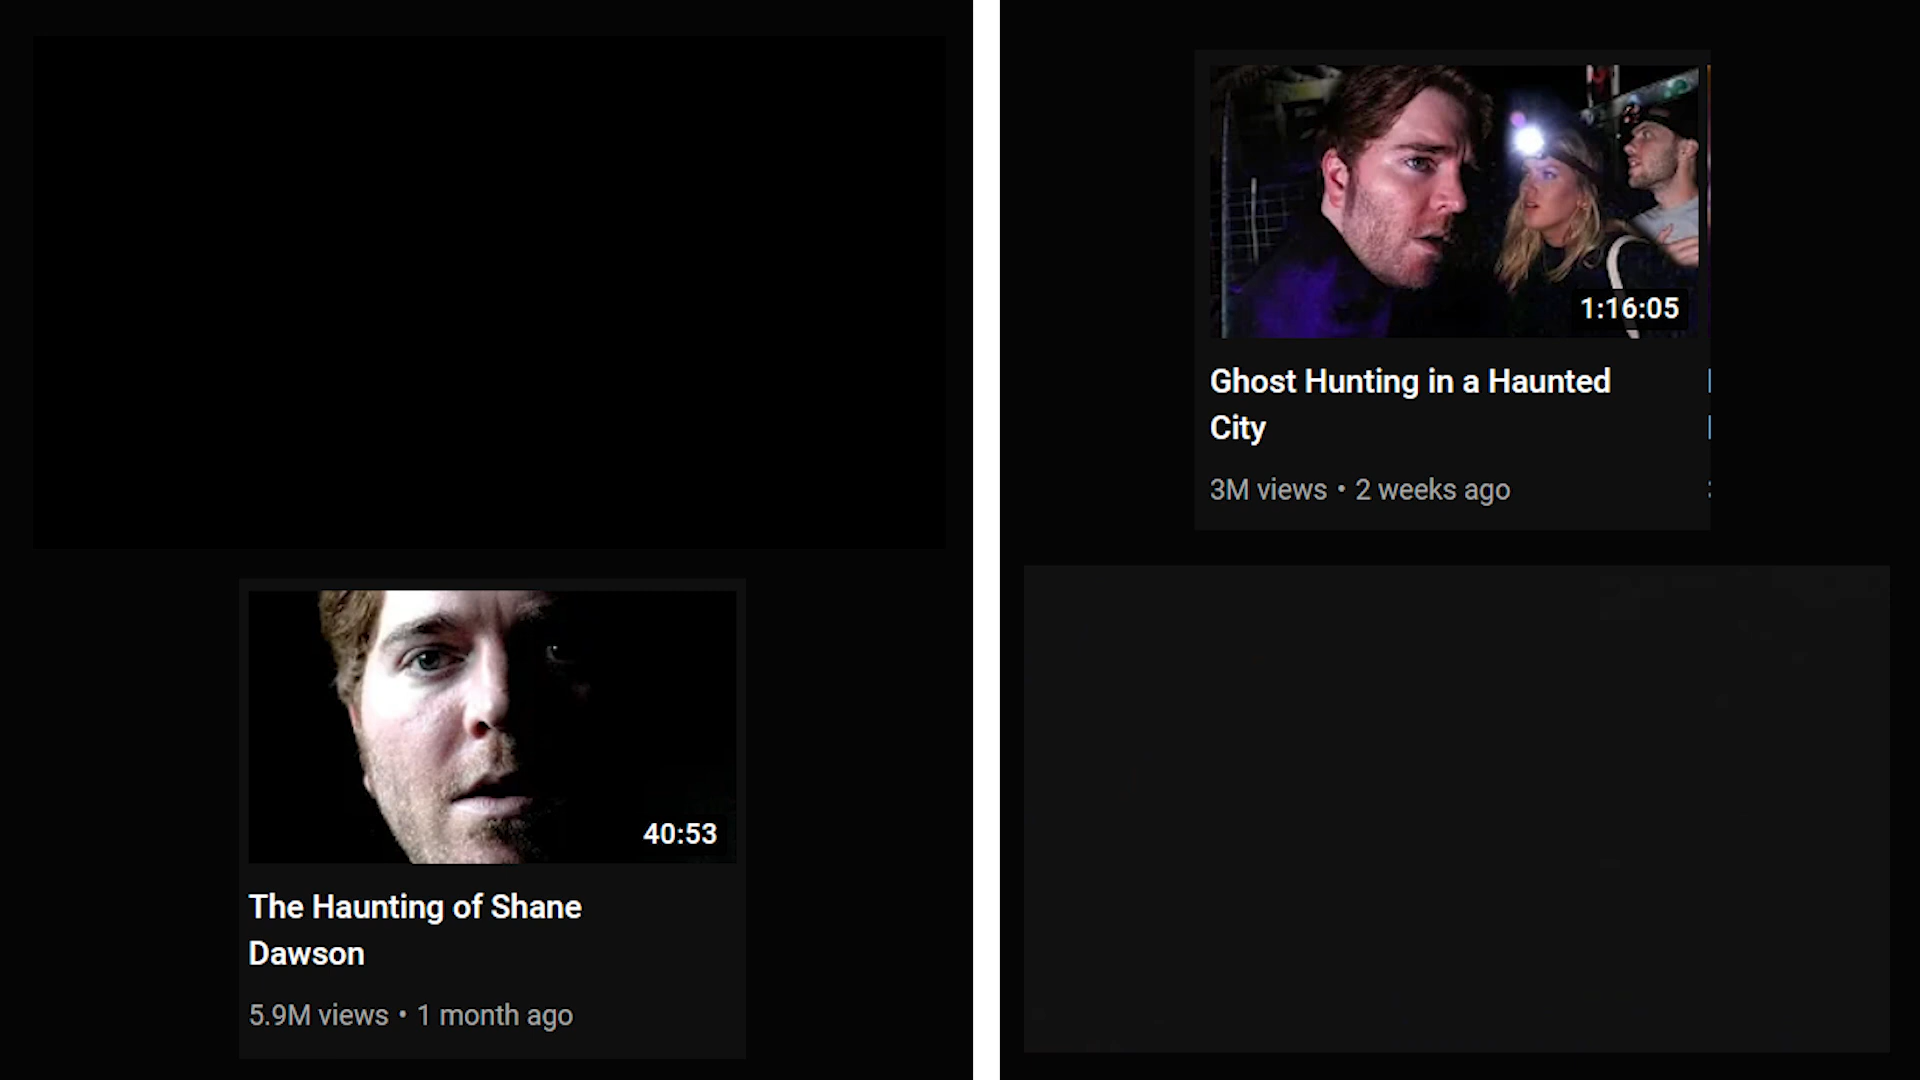 40:53
The Haunting of Shane
Dawson
5.9M views • 1 month ago
1:16:05
Ghost Hunting in a Haunted
City
3M views • 2 weeks ago